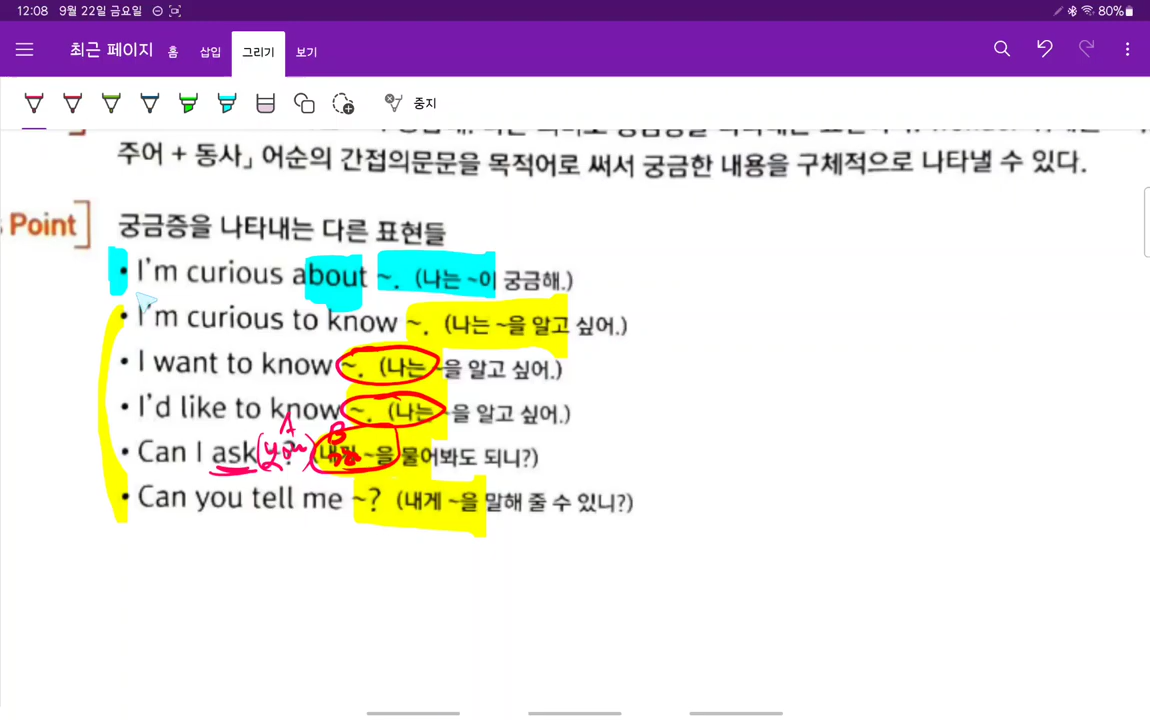 12:08 9월 22일 금요일 80%
최근 페이지 홈 삽입 그리기 보기
중지
주어 + 동사」 어순의 간접의문문을 목적어로 써서 궁금한 내용을 구체적으로 나타낼 수 있다.
Point] 궁금증을 나타내는 다른 표현들
• I'm curious about ~. (나는 ~이 궁금해.)
• I'm curious to know ~. (나는 ~을 알고 싶어.)
• I want to know ~. (나는 ~을 알고 싶어.)
• I'd like to know ~. (나는 ~을 알고 싶어.)
A B
• Can I ask (you) ? ~을 물어봐도 되니?)
• Can you tell me ~? (내게 ~을 말해 줄 수 있니?)